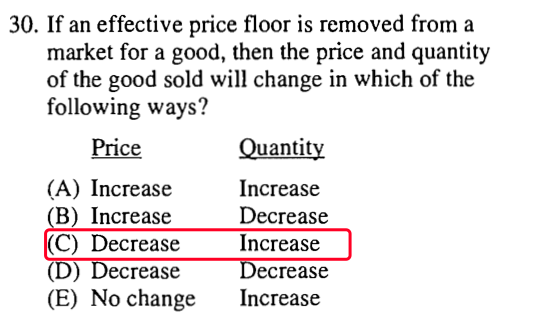 30. If an effective price floor is removed from a
market for a good, then the price and quantity
of the good sold will change in which of the
following ways?
Price Quantity
(A) Increase Increase
(B) Increase Decrease
(C) Decrease Increase
(D) Decrease Decrease
(E) No change Increase